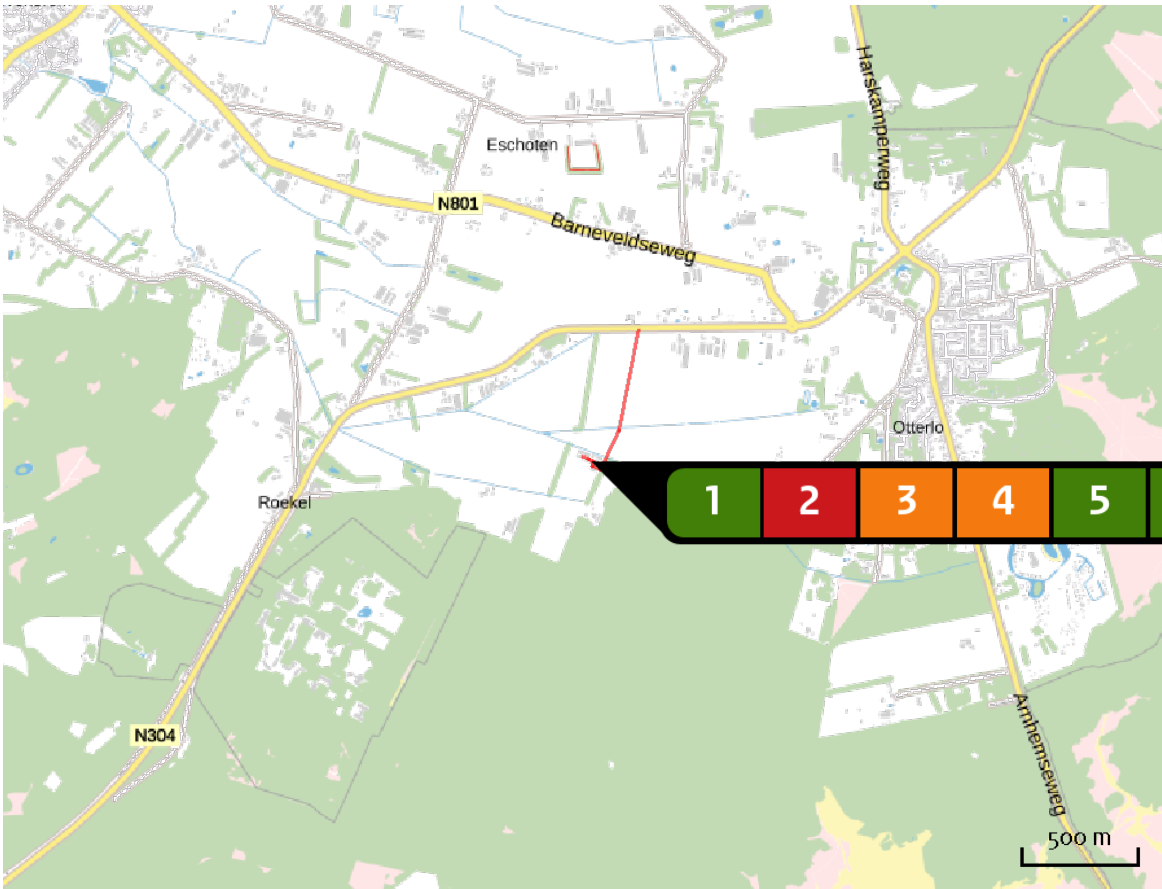 Harskamperweg
Eschoten
N801
Barneveldseweg
Otterlo
1 2 3 4 5
Roekel
N304
Arnhemseweg
500 m